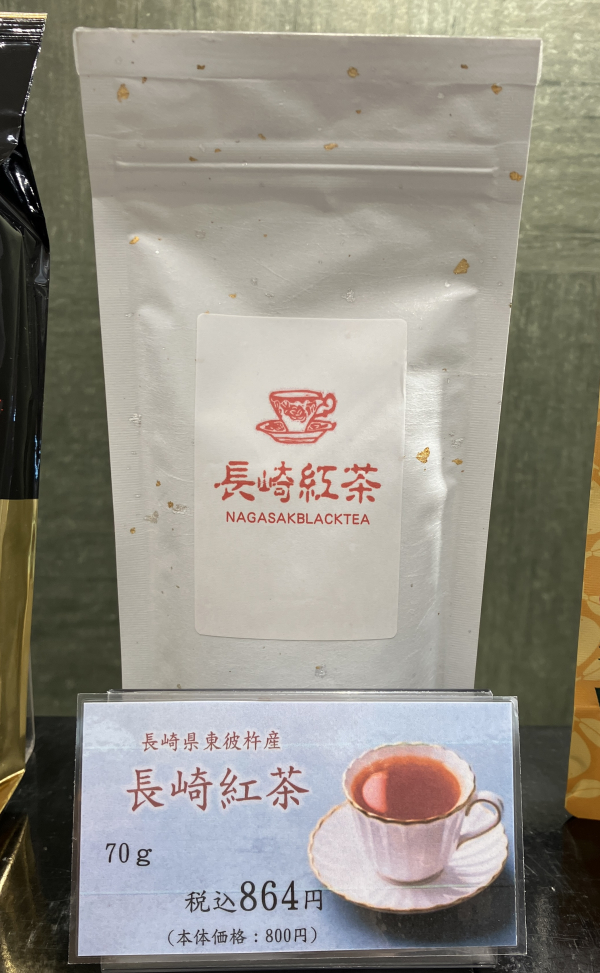 長崎紅茶
NAGASAKBLACKTEA
長崎県東彼杵産
長崎紅茶
70g
税込864円
(本体価格:800円)